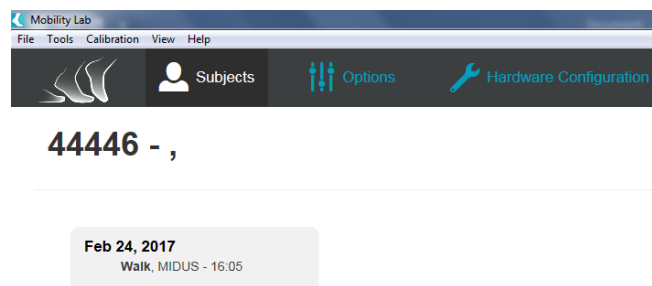 Mobility Lab
File Tools Calibration View Help
Subjects Options Hardware Configuration
44446 - ,
Feb 24, 2017
Walk, MIDUS - 16:05